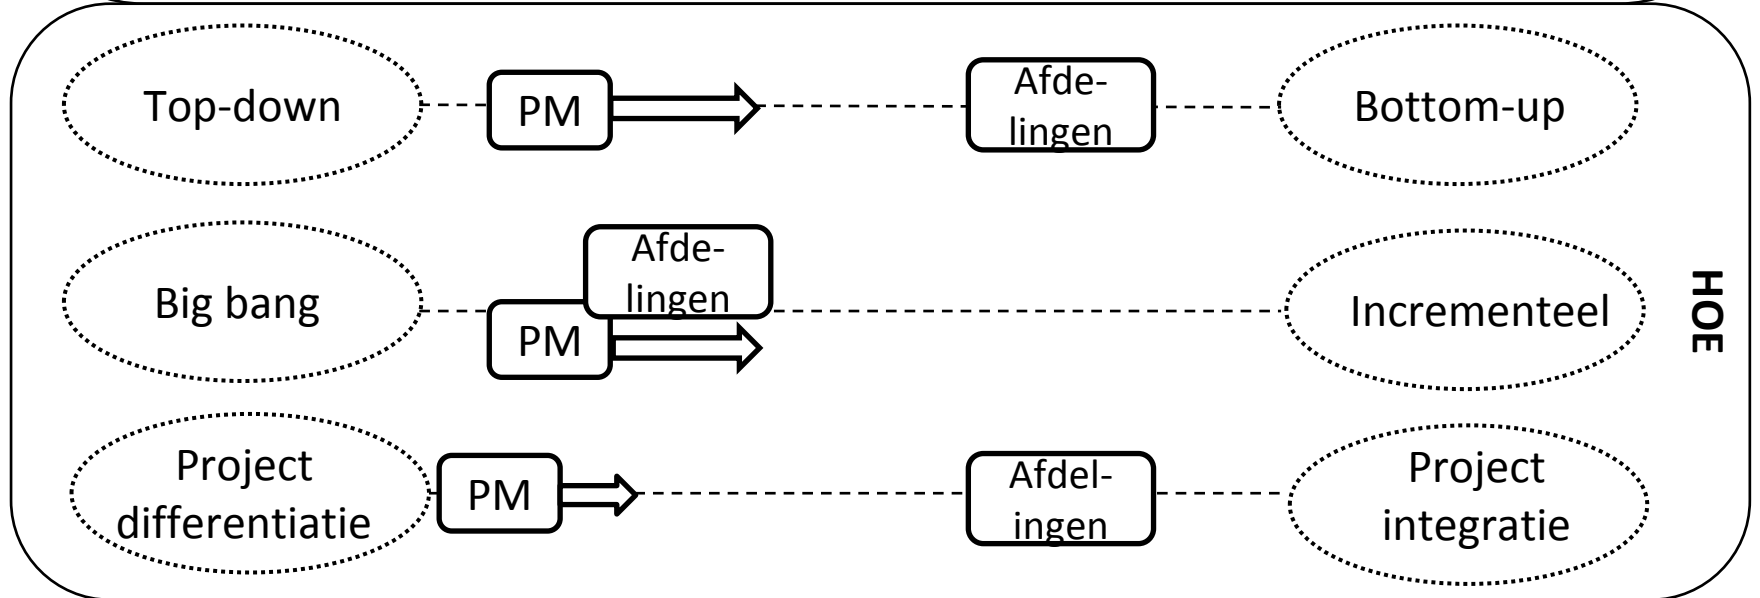 Top-down
PM
Afde-
lingen
Bottom-up
Big bang
Afde-
lingen
PM
Incrementeel
HOE
Project
differentiatie
PM
Afdel-
ingen
Project
integratie